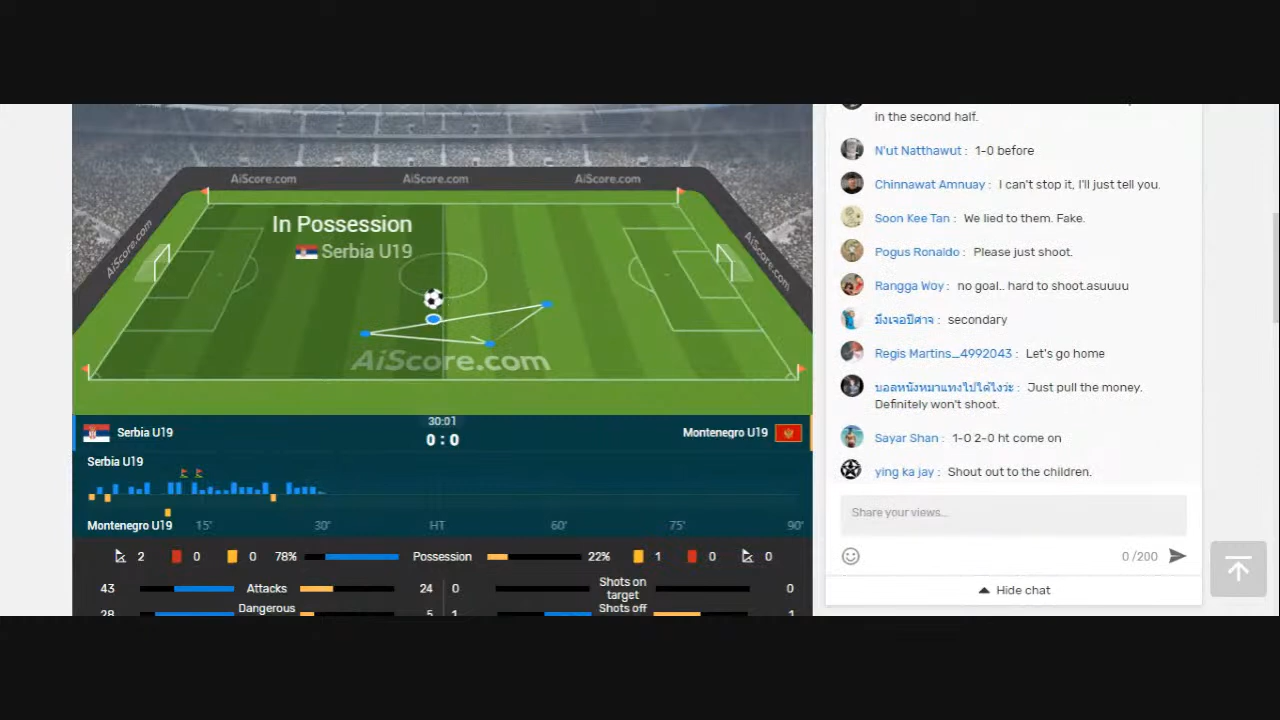 AiScore.com
AiScore.com
AiScore.com
AiScore.com
AiScore.com
In Possession
Serbia U19
AiScore.com
Serbia U19
30:01
0 : 0
Montenegro U19
Serbia U19
Montenegro U19
15'
30'
HT
60'
75'
90'
2
0
0
78%
Possession
22%
1
0
0
43
Attacks
24
0
Shots on
target
0
28
Dangerous
5
1
Shots off
1
in the second half.
N'ut Natthawut : 1-0 before
Chinnawat Amnuay : I can't stop it, I'll just tell you.
Soon Kee Tan : We lied to them. Fake.
Pogus Ronaldo : Please just shoot.
Rangga Woy : no goal.. hard to shoot.asuuuu
มึงเจอปีศาจ : secondary
Regis Martins_4992043 : Let's go home
บอลหนังหมาแทงไปได้ไงว่ะ : Just pull the money.
Definitely won't shoot.
Sayar Shan : 1-0 2-0 ht come on
ying ka jay : Shout out to the children.
Share your views...
0 /200
Hide chat